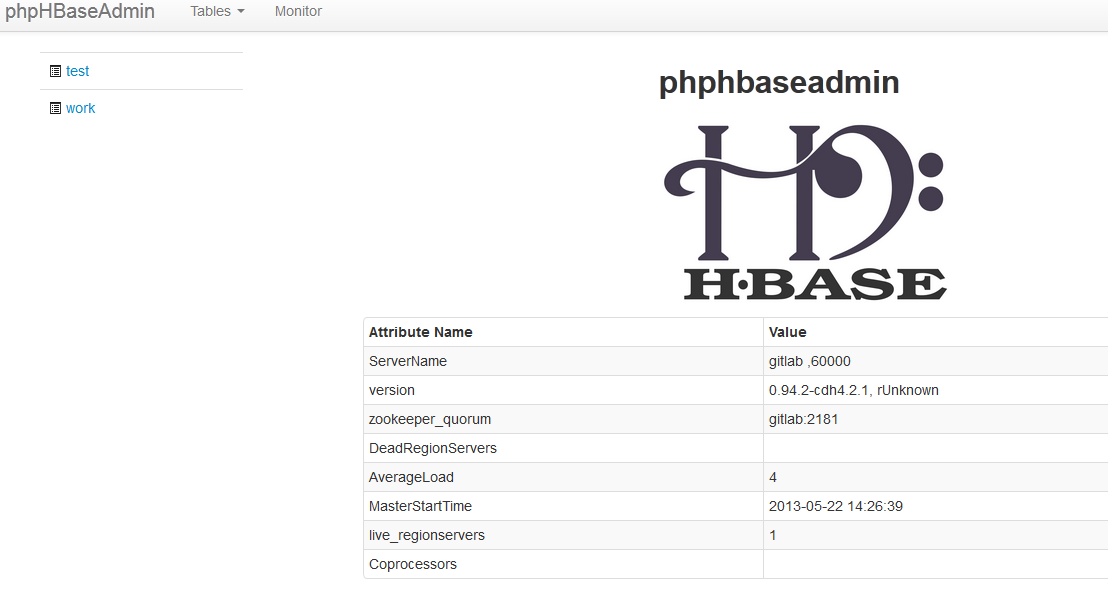 phpHBaseAdmin Tables Monitor
test
work
phphbaseadmin
H·BASE
Attribute Name Value
ServerName gitlab ,60000
version 0.94.2-cdh4.2.1, rUnknown
zookeeper_quorum gitlab:2181
DeadRegionServers
AverageLoad 4
MasterStartTime 2013-05-22 14:26:39
live_regionservers 1
Coprocessors